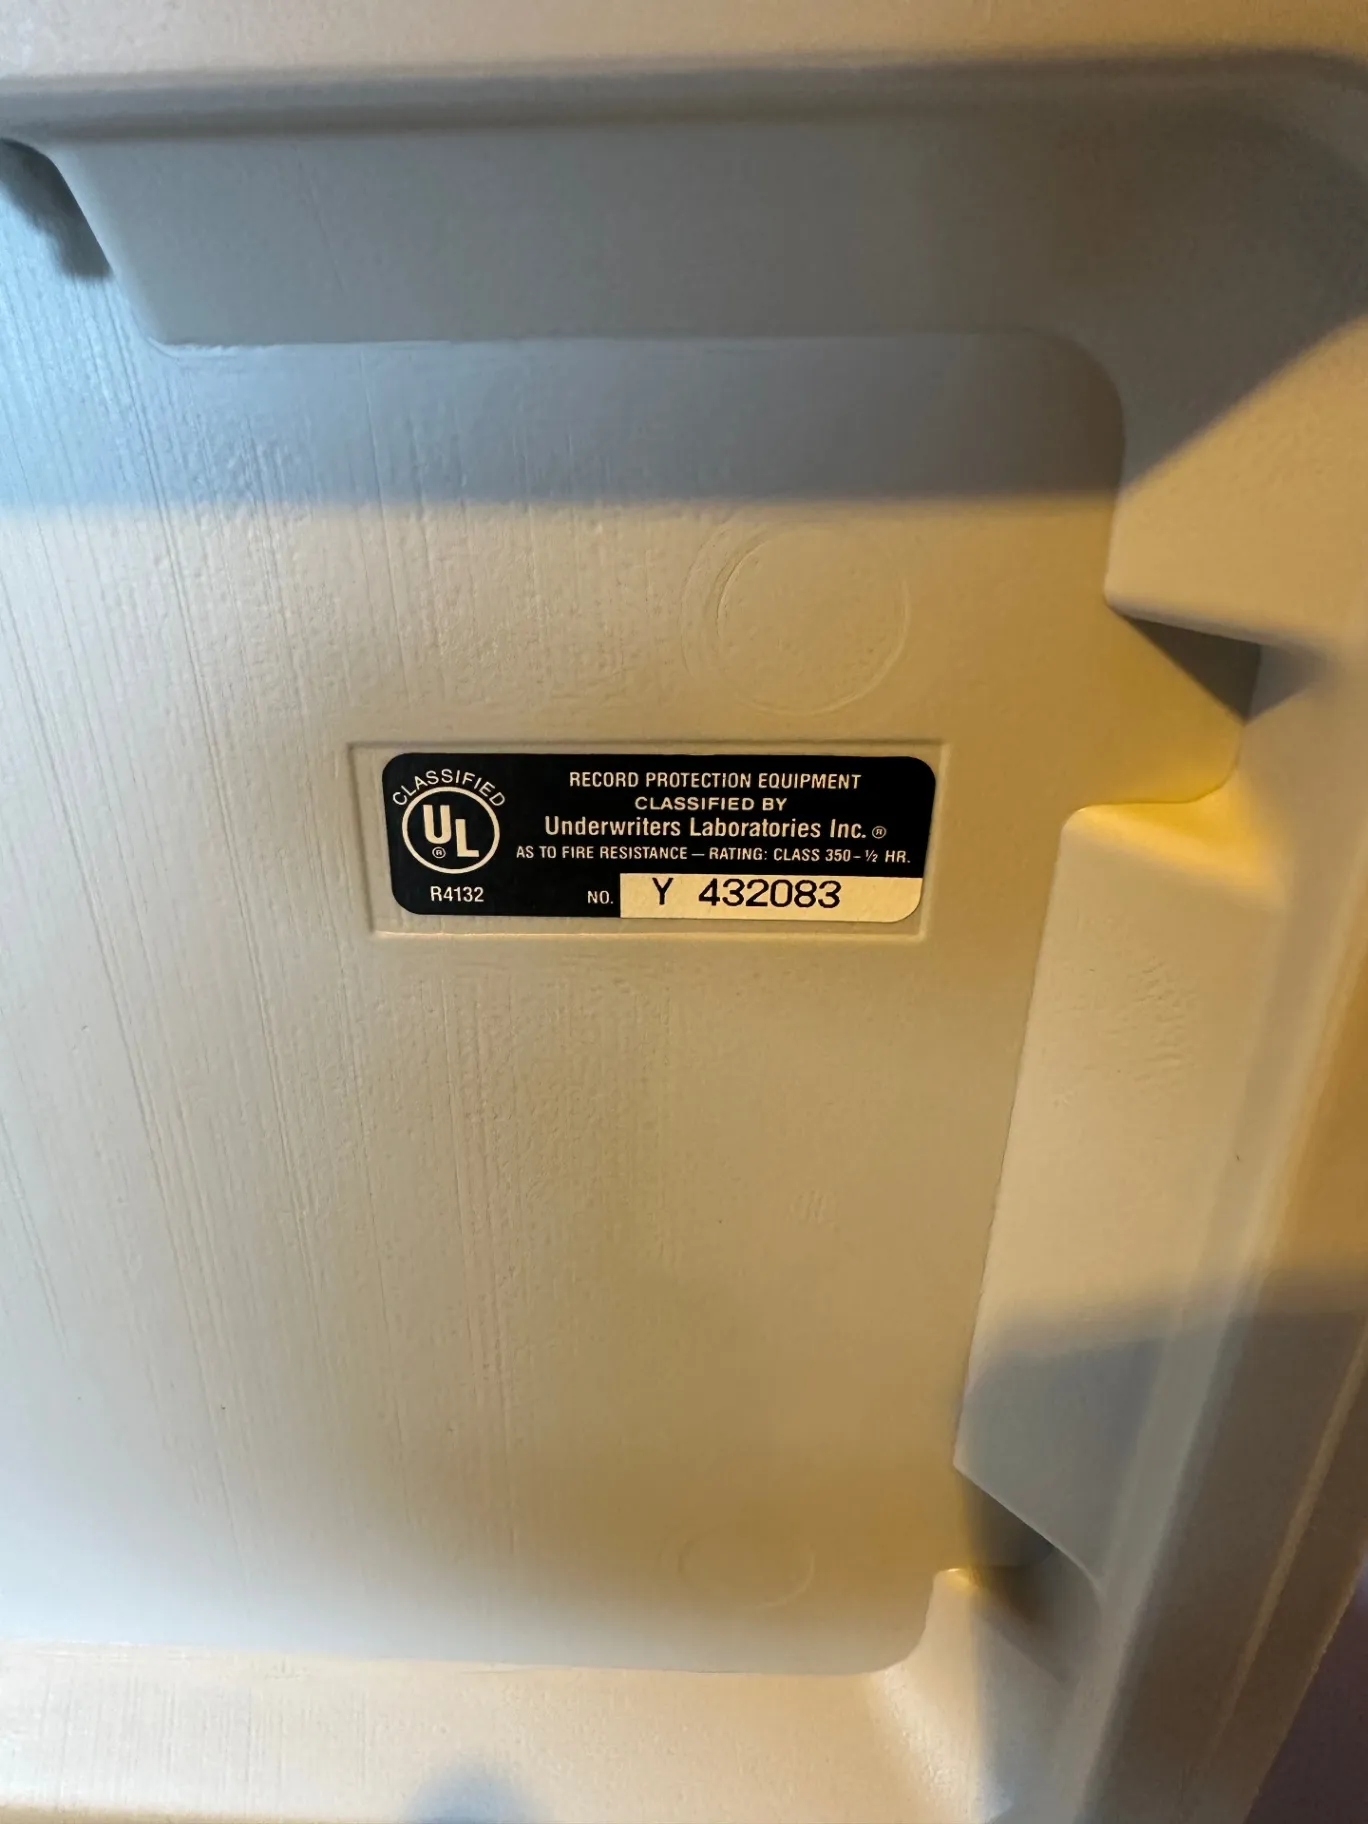 CLASSIFIED
UL
®
R4132
RECORD PROTECTION EQUIPMENT
CLASSIFIED BY
Underwriters Laboratories Inc.®
AS TO FIRE RESISTANCE — RATING: CLASS 350-½ HR.
NO. Y 432083